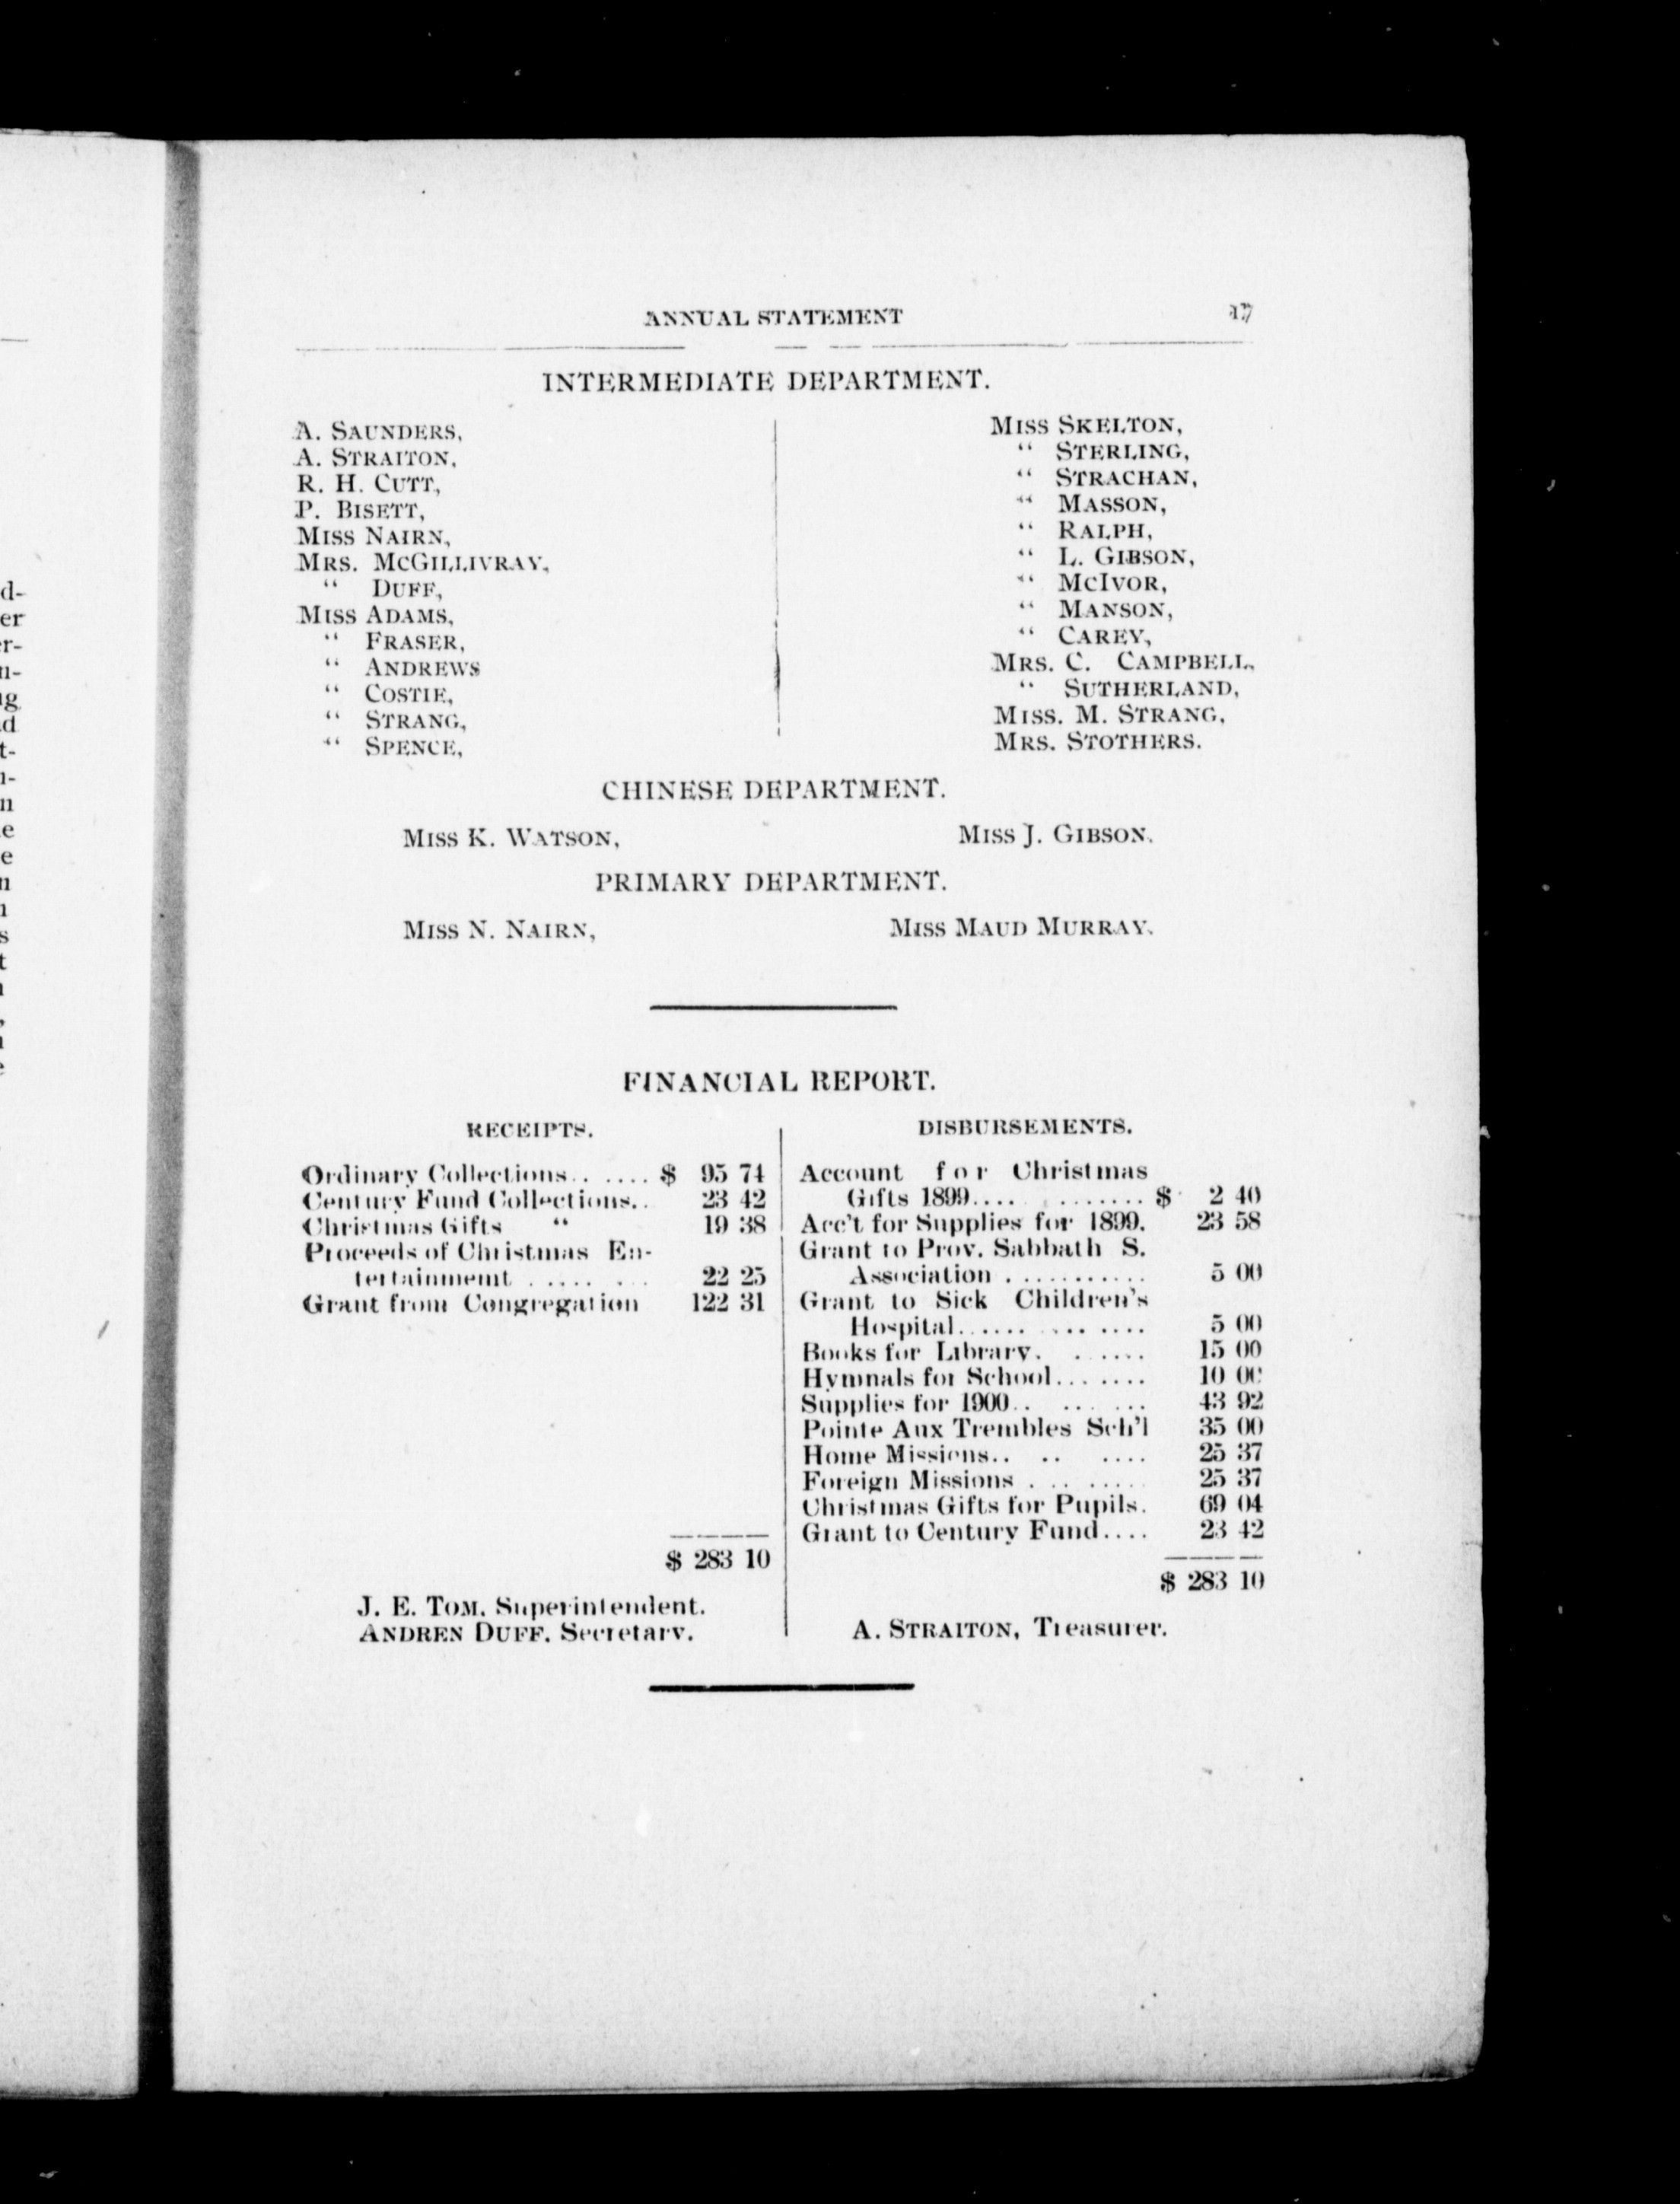 ANNUAL STATEMENT 17
INTERMEDIATE DEPARTMENT.
A. SAUNDERS,
A. STRAITON,
R. H. CUTT,
P. BISETT,
MISS NAIRN,
MRS. MCGILLIVRAY,
“ DUFF,
MISS ADAMS,
“ FRASER,
“ ANDREWS
“ COSTIE,
“ STRANG,
“ SPENCE,
MISS SKELTON,
“ STERLING,
“ STRACHAN,
“ MASSON,
“ RALPH,
“ L. GIBSON,
“ MCIVOR,
“ MANSON,
“ CAREY,
MRS. C. CAMPBELL,
“ SUTHERLAND,
MISS. M. STRANG,
MRS. STOTHERS.
CHINESE DEPARTMENT.
MISS K. WATSON, MISS J. GIBSON.
PRIMARY DEPARTMENT.
MISS N. NAIRN, MISS MAUD MURRAY.
FINANCIAL REPORT.
RECEIPTS.
Ordinary Collections.. ..... $ 95 74
Century Fund Collections.. 23 42
Christmas Gifts “ 19 38
Proceeds of Christmas En-
tertainmemt ..... ... 22 25
Grant from Congregation 122 31
$ 283 10
J. E. TOM. Superintendent.
ANDREN DUFF. Secretary.
DISBURSEMENTS.
Account for Christmas
Gifts 1899.... ....... $ 2 40
Acc't for Supplies for 1899. 23 58
Grant to Prov. Sabbath S.
Association ........... 5 00
Grant to Sick Children's
Hospital...... ... .... 5 00
Books for Library. ...... 15 00
Hymnals for School....... 10 00
Supplies for 1900.. .. ... 43 92
Pointe Aux Trembles Sch'l 35 00
Home Missions.. .. .... 25 37
Foreign Missions ........ 25 37
Christmas Gifts for Pupils. 69 04
Grant to Century Fund.... 23 42
$ 283 10
A. STRAITON, Treasurer.